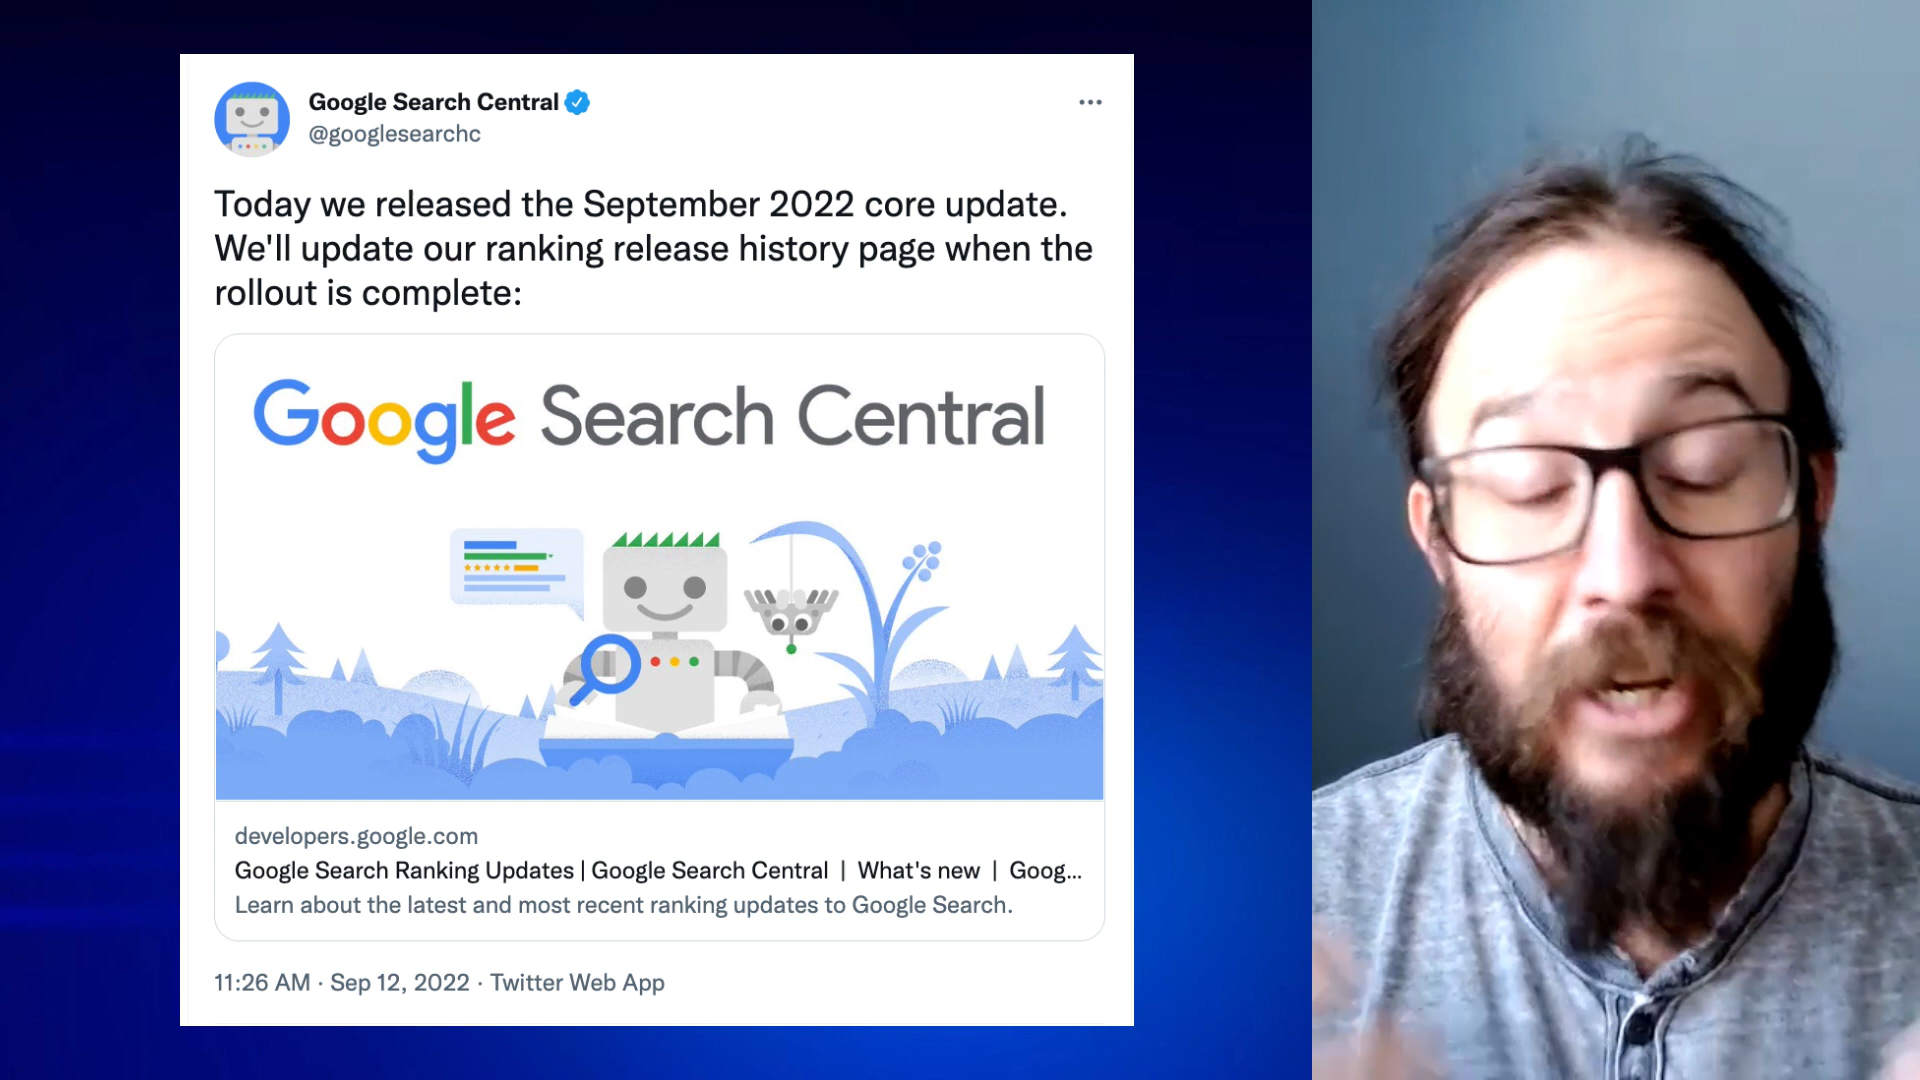 Google Search Central
@googlesearchc
Today we released the September 2022 core update.
We'll update our ranking release history page when the
rollout is complete:
Google Search Central
developers.google.com
Google Search Ranking Updates | Google Search Central | What's new | Goog...
Learn about the latest and most recent ranking updates to Google Search.
11:26 AM · Sep 12, 2022 · Twitter Web App